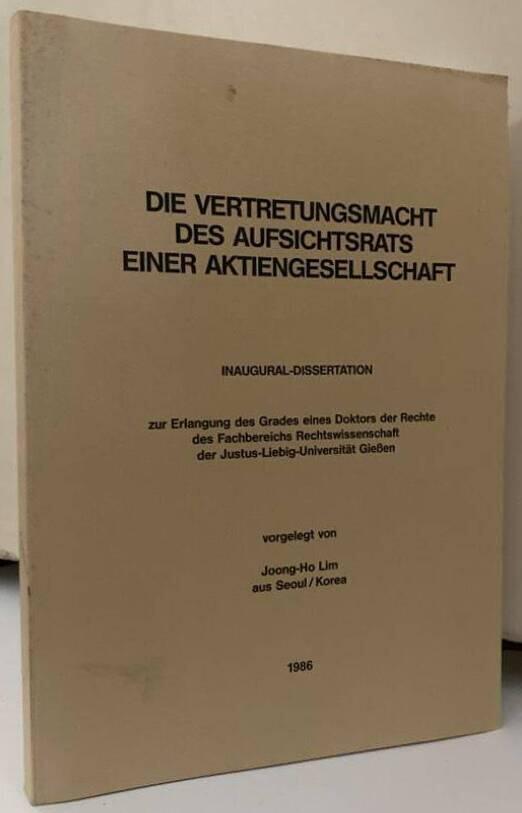 DIE VERTRETUNGSMACHT
DES AUFSICHTSRATS
EINER AKTIENGESELLSCHAFT
INAUGURAL-DISSERTATION
zur Erlangung des Grades eines Doktors der Rechte
des Fachbereichs Rechtswissenschaft
der Justus-Liebig-Universität Gießen
vorgelegt von
Joong-Ho Lim
aus Seoul/Korea
1986